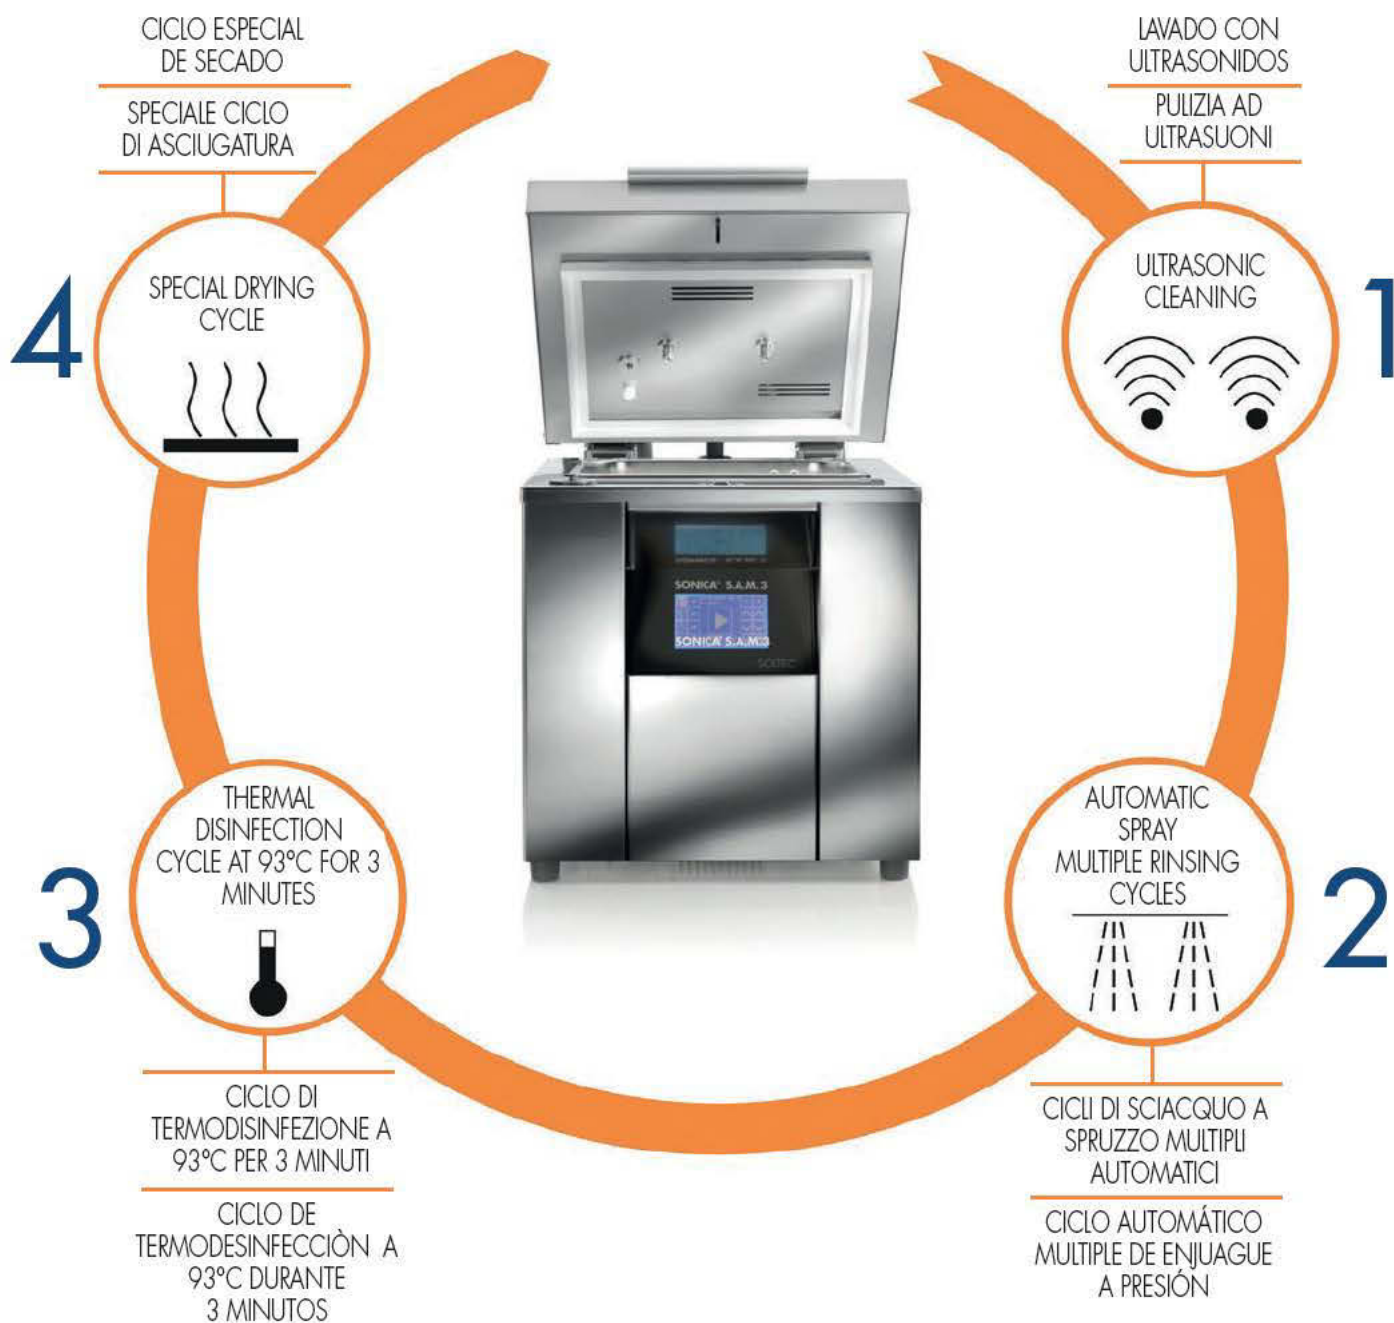 CICLO ESPECIAL
DE SECADO
SPECIALE CICLO
DI ASCIUGATURA
4
SPECIAL DRYING
CYCLE
LAVADO CON
ULTRASONIDOS
PULIZIA AD
ULTRASUONI
ULTRASONIC
CLEANING
1
SONICA® S.A.M. 3
SONICA® S.A.M.3
SOLTEC
3
THERMAL
DISINFECTION
CYCLE AT 93°C FOR 3
MINUTES
CICLO DI
TERMODISINFEZIONE A
93°C PER 3 MINUTI
CICLO DE
TERMODESINFECCIÒN A
93°C DURANTE
3 MINUTOS
AUTOMATIC
SPRAY
MULTIPLE RINSING
CYCLES
2
CICLI DI SCIACQUO A
SPRUZZO MULTIPLI
AUTOMATICI
CICLO AUTOMÁTICO
MULTIPLE DE ENJUAGUE
A PRESIÓN